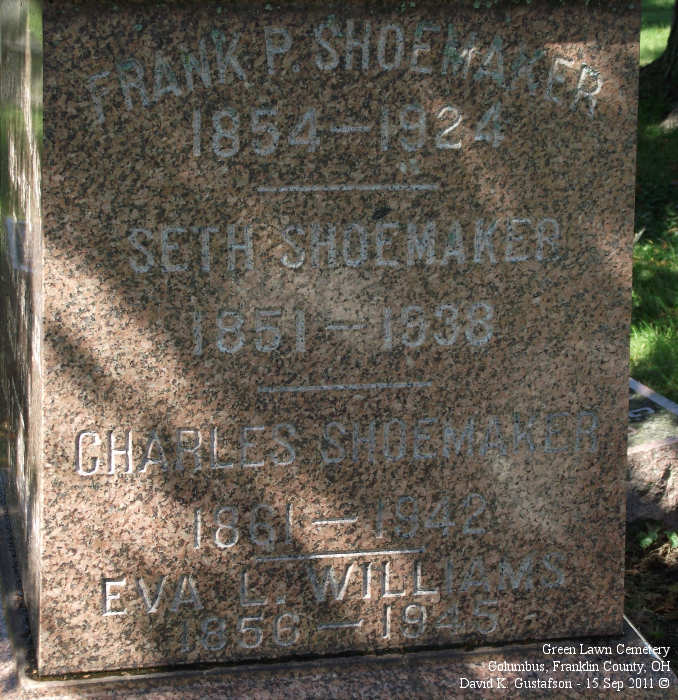 FRANK P. SHOEMAKER
1854—1924
SETH SHOEMAKER
1851—1938
CHARLES SHOEMAKER
1861—1942
EVA L. WILLIAMS
1856—1945
Green Lawn Cemetery
Columbus, Franklin County, OH
David K. Gustafson - 15 Sep 2011 ©